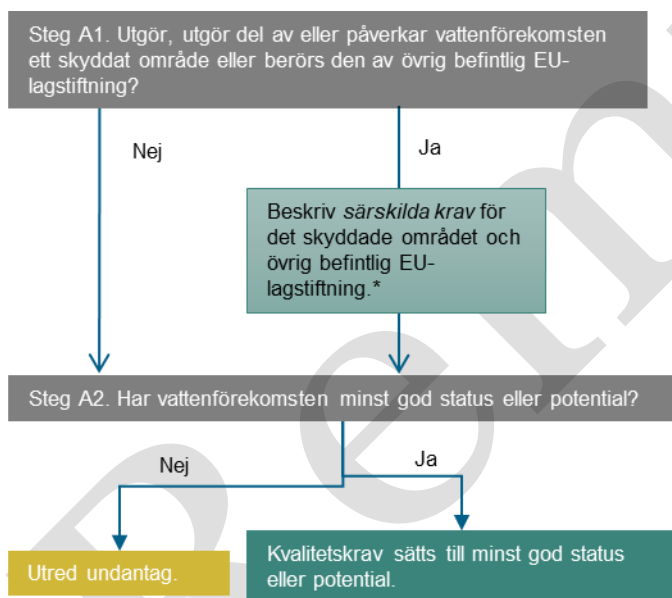 Steg A1. Utgör, utgör del av eller påverkar vattenförekomsten
ett skyddat område eller berörs den av övrig befintlig EU-
lagstiftning?
Nej
Ja
Beskriv särskilda krav för
det skyddade området och
övrig befintlig EU-
lagstiftning.*
Steg A2. Har vattenförekomsten minst god status eller potential?
Nej
Ja
Utred undantag.
Kvalitetskrav sätts till minst god status
eller potential.